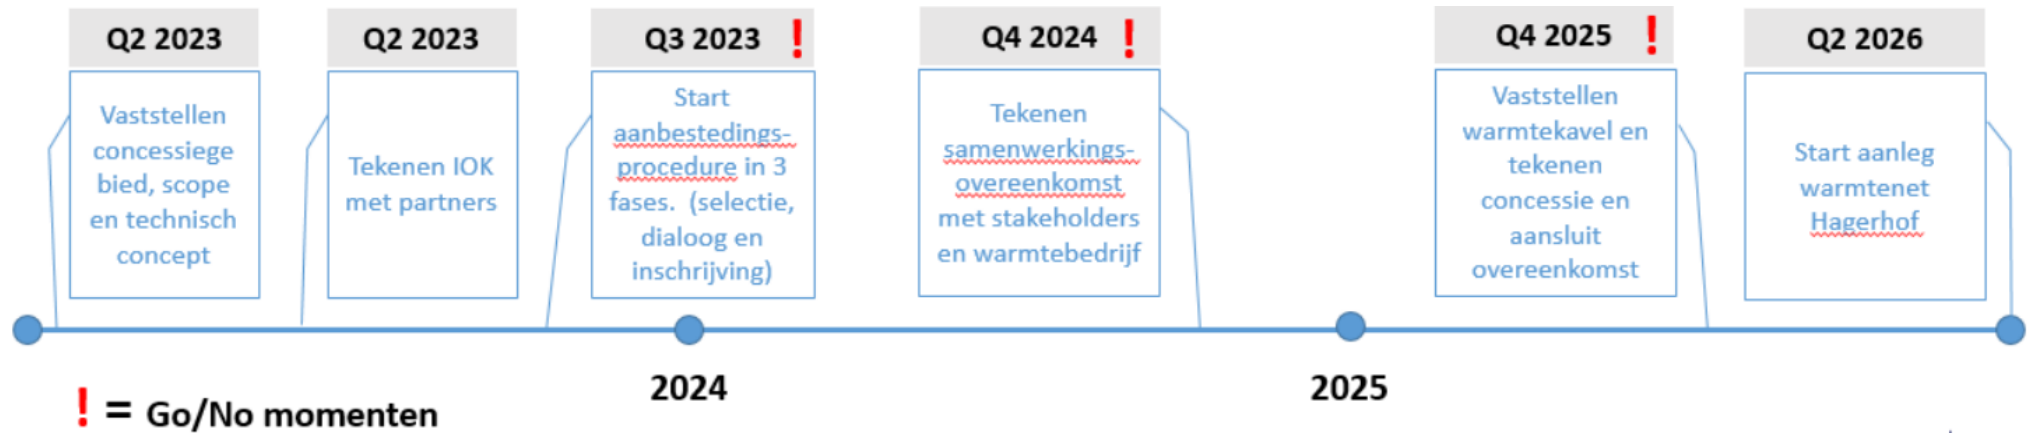 Q2 2023
Vaststellen
concessiege
bied, scope
en technisch
concept
Q2 2023
Tekenen IOK
met partners
Q3 2023 !
Start
aanbestedings-
procedure in 3
fases. (selectie,
dialoog en
inschrijving)
Q4 2024 !
Tekenen
samenwerkings-
overeenkomst
met stakeholders
en warmtebedrijf
Q4 2025 !
Vaststellen
warmtekavel en
tekenen
concessie en
aansluit
overeenkomst
Q2 2026
Start aanleg
warmtenet
Hagerhof
2024
2025
! = Go/No momenten